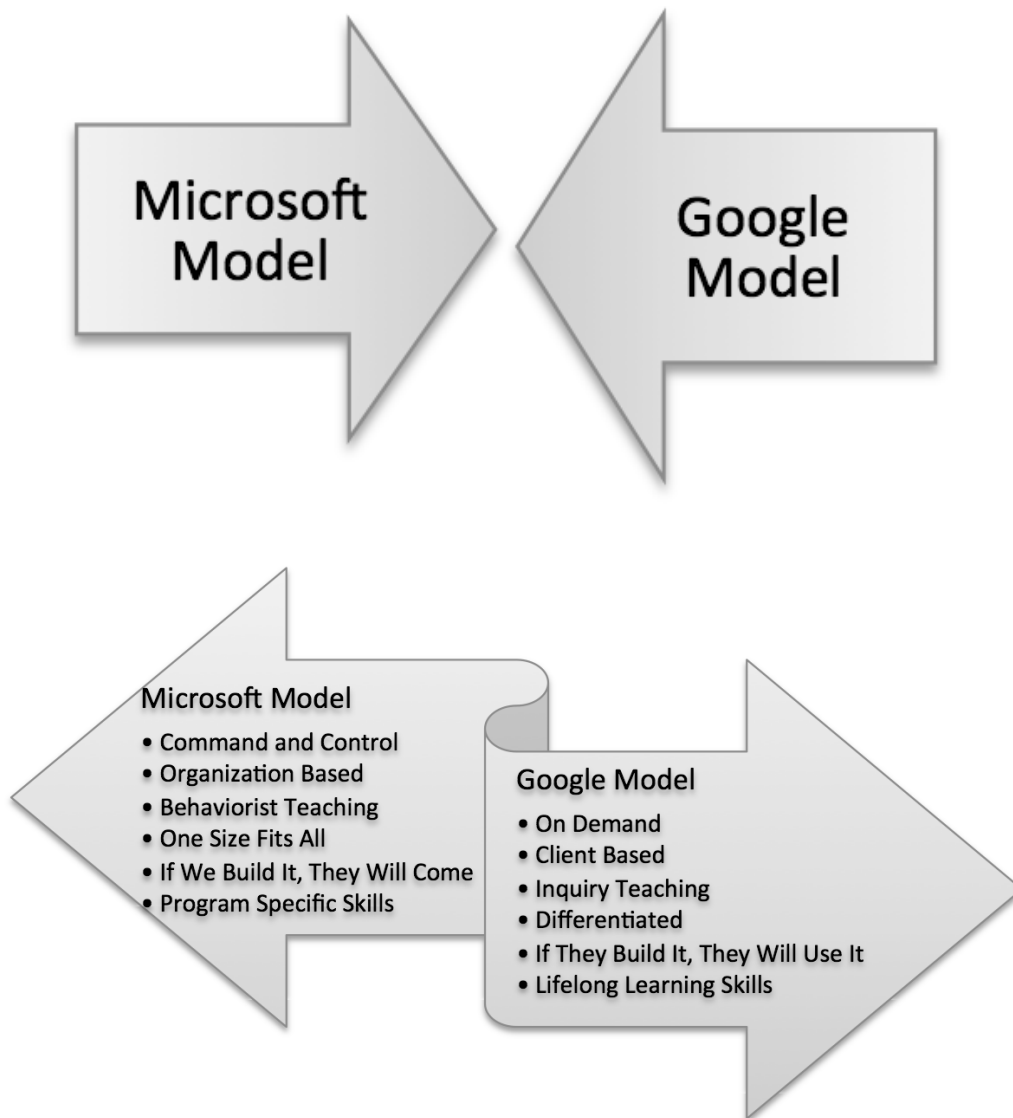 Microsoft
Model
Google
Model
Microsoft Model
• Command and Control
• Organization Based
• Behaviorist Teaching
• One Size Fits All
• If We Build It, They Will Come
• Program Specific Skills
Google Model
• On Demand
• Client Based
• Inquiry Teaching
• Differentiated
• If They Build It, They Will Use It
• Lifelong Learning Skills